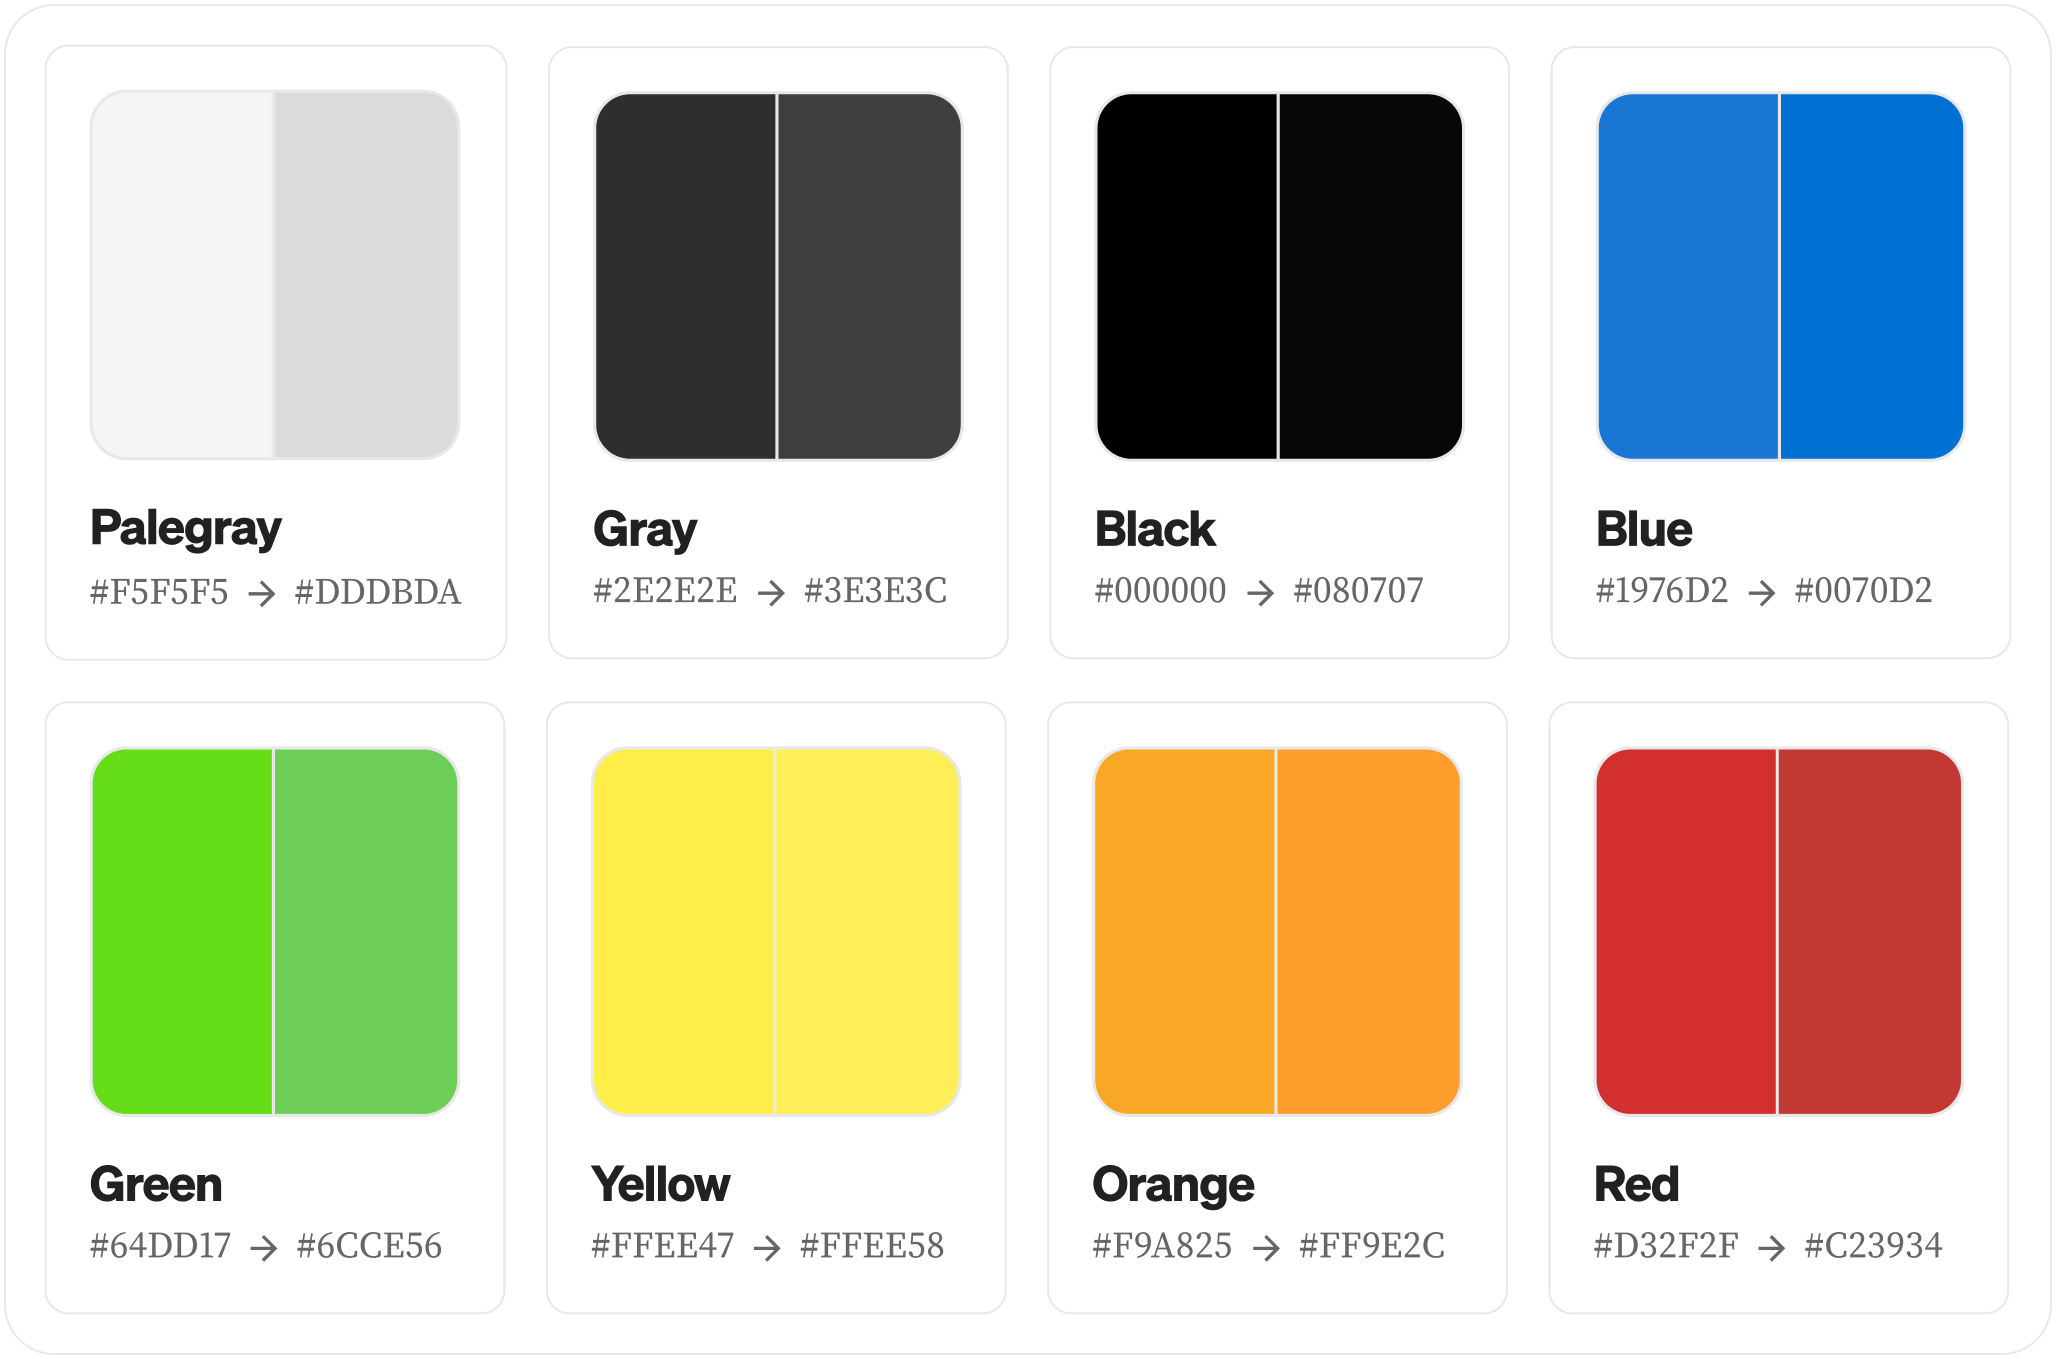 Palegray
#F5F5F5 → #DDDBDA
Gray
#2E2E2E → #3E3E3C
Black
#000000 → #080707
Blue
#1976D2 → #0070D2
Green
#64DD17 → #6CCE56
Yellow
#FFEE47 → #FFEE58
Orange
#F9A825 → #FF9E2C
Red
#D32F2F → #C23934